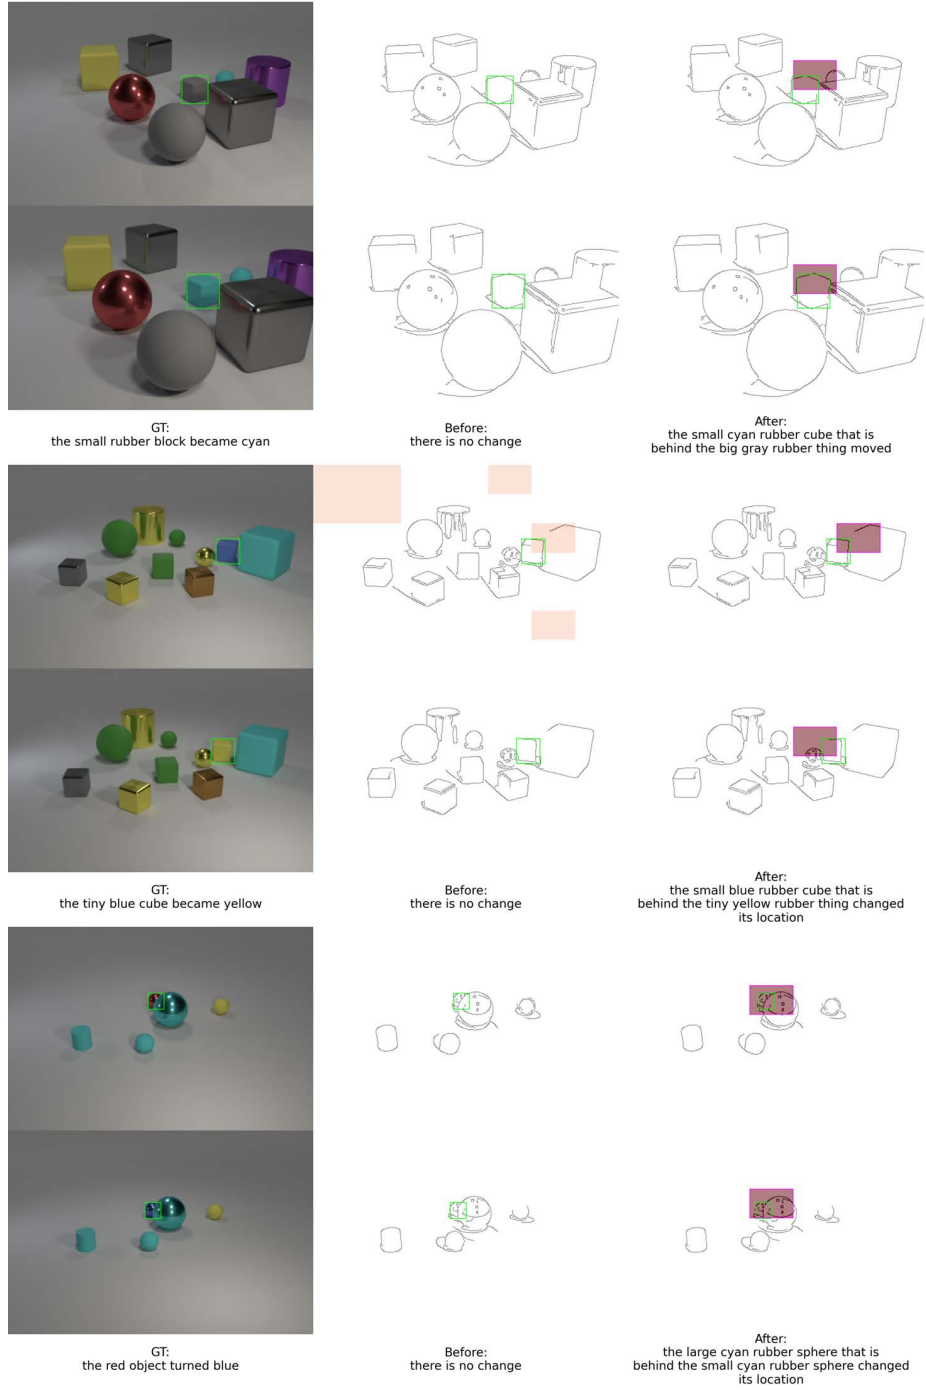 GT:
the small rubber block became cyan
Before:
there is no change
After:
the small cyan rubber cube that is
behind the big gray rubber thing moved
GT:
the tiny blue cube became yellow
Before:
there is no change
After:
the small blue rubber cube that is
behind the tiny yellow rubber thing changed
its location
GT:
the red object turned blue
Before:
there is no change
After:
the large cyan rubber sphere that is
behind the small cyan rubber sphere changed
its location